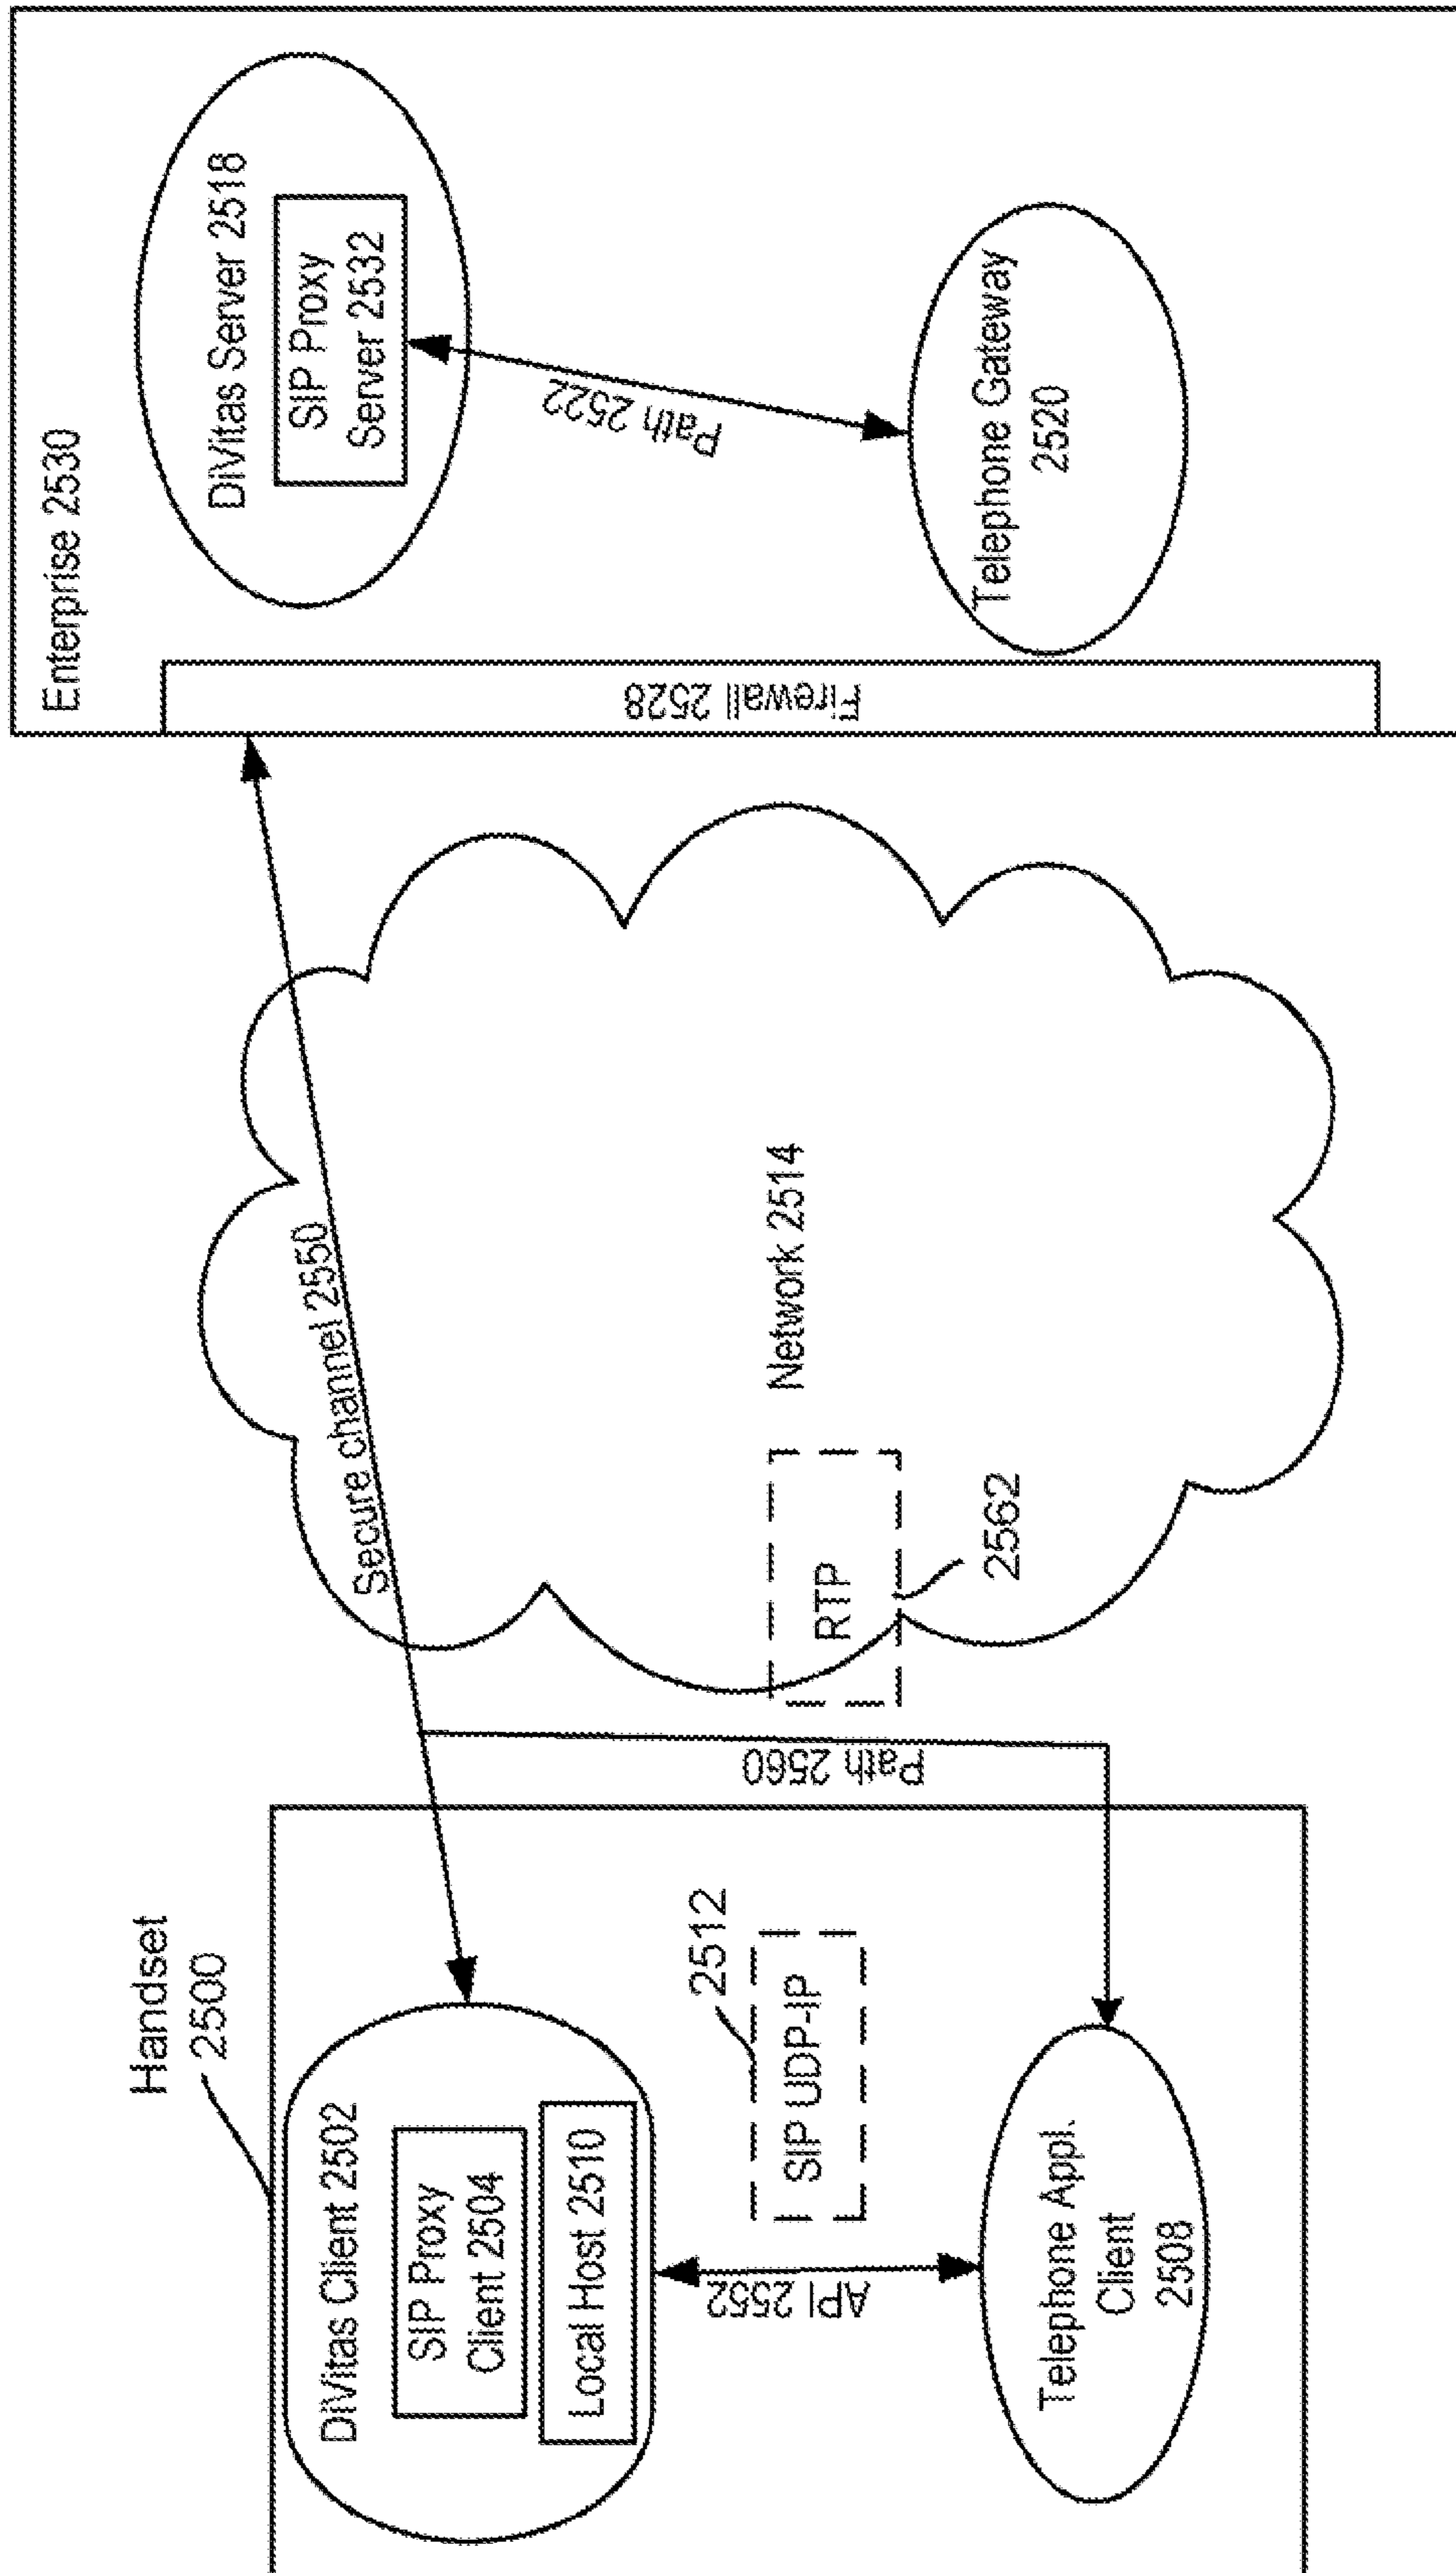 Handset
2500
DiVitas Client 2502
SIP Proxy
Client 2504
Local Host 2510
API 2552
2512
SIP UDP-IP
Telephone Appl.
Client
2508
Secure channel 2550
Path 2560
Network 2514
RTP
2562
Enterprise 2530
Firewall 2528
DiVitas Server 2518
SIP Proxy
Server 2532
Path 2522
Telephone Gateway
2520